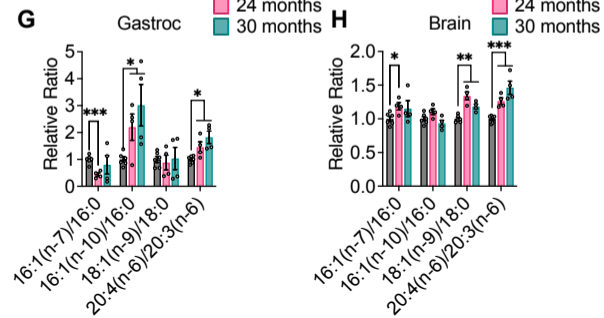 G
Gastroc
24 months
30 months
Relative Ratio
5
4
3
2
1
0
***
*
*
16:1(n-7)/16:0
16:1(n-10)/16:0
18:1(n-9)/18:0
20:4(n-6)/20:3(n-6)
H
Brain
24 months
30 months
Relative Ratio
2.0
1.5
1.0
0.5
0.0
*
**
***
16:1(n-7)/16:0
16:1(n-10)/16:0
18:1(n-9)/18:0
20:4(n-6)/20:3(n-6)